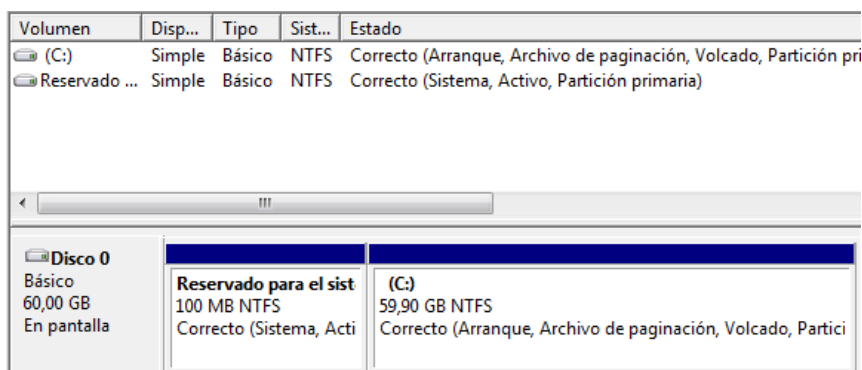 Volumen Disp... Tipo Sist... Estado
(C:) Simple Básico NTFS Correcto (Arranque, Archivo de paginación, Volcado, Partición pri
Reservado ... Simple Básico NTFS Correcto (Sistema, Activo, Partición primaria)
Disco 0
Básico
60,00 GB
En pantalla
Reservado para el sist
100 MB NTFS
Correcto (Sistema, Acti
(C:)
59,90 GB NTFS
Correcto (Arranque, Archivo de paginación, Volcado, Partici